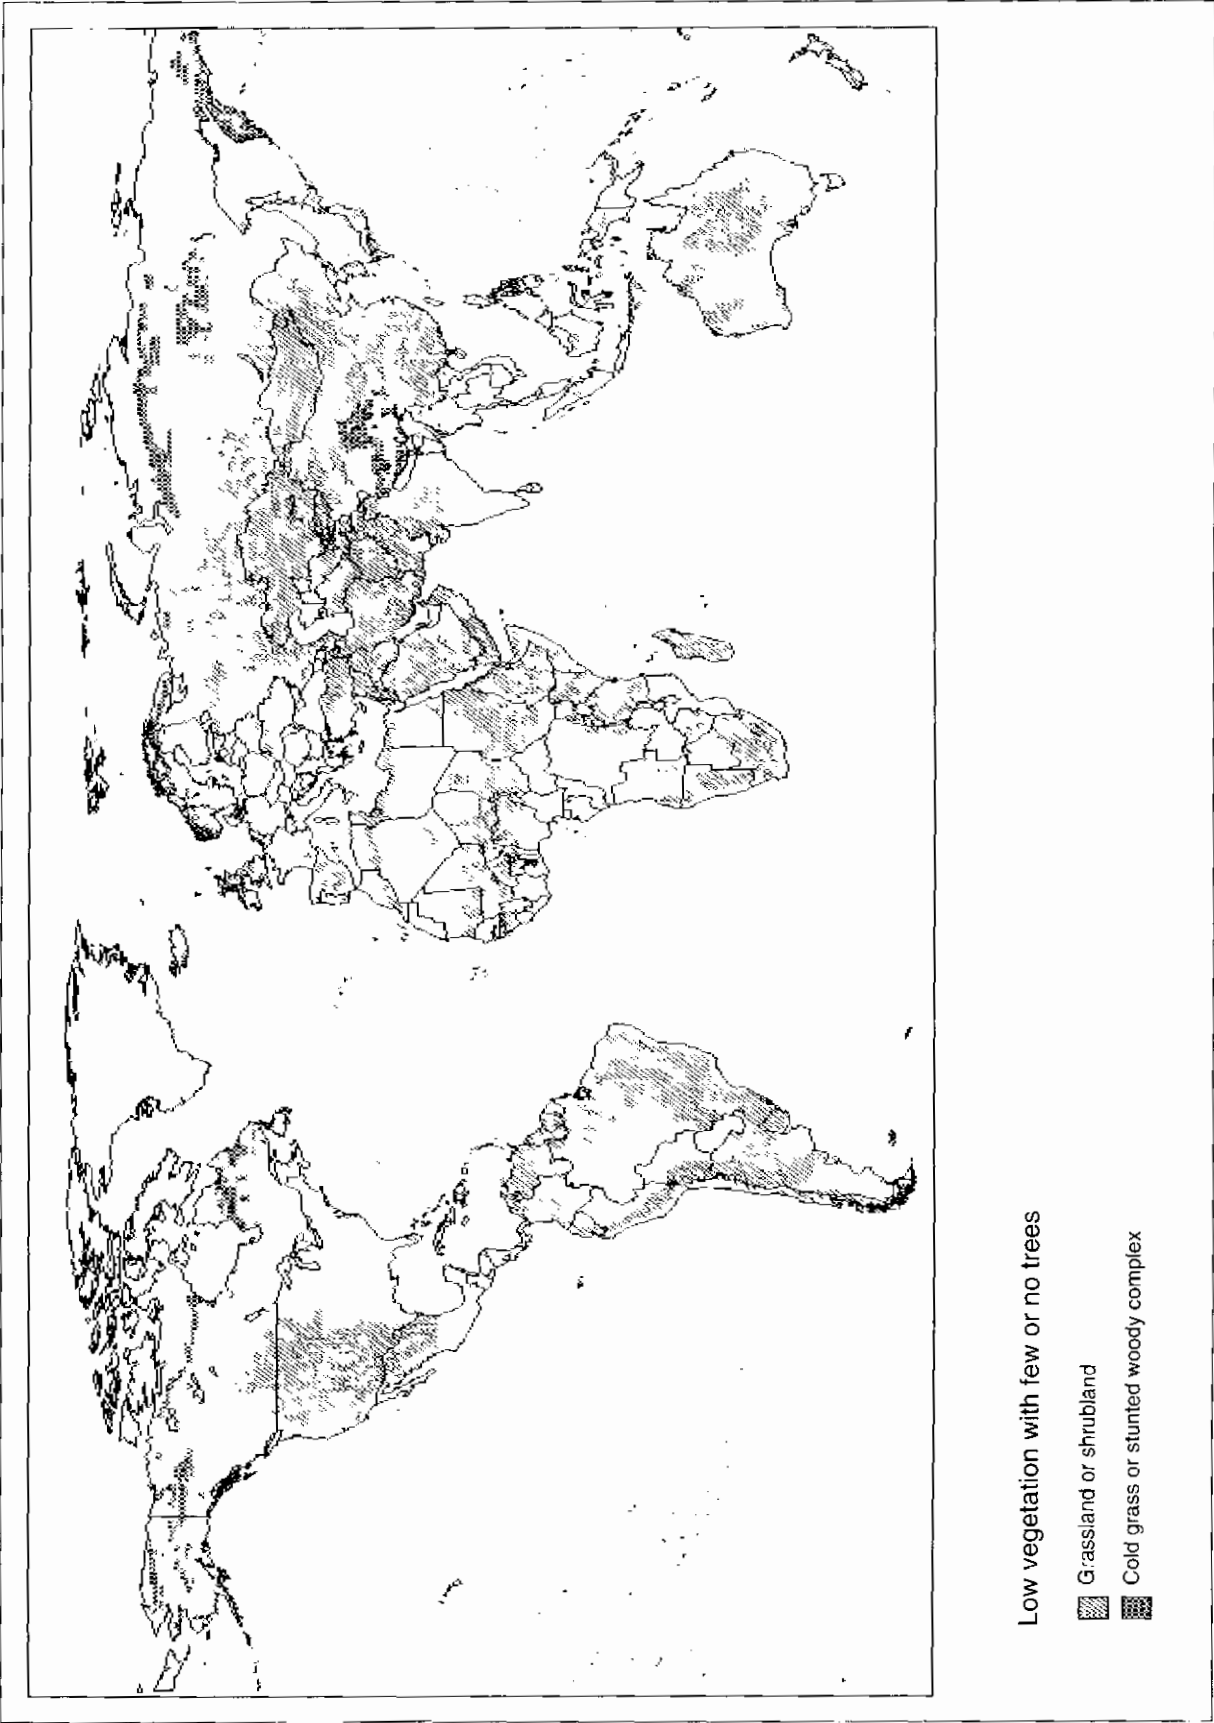 Low vegetation with few or no trees
Grassland or shrubland
Cold grass or stunted woody complex